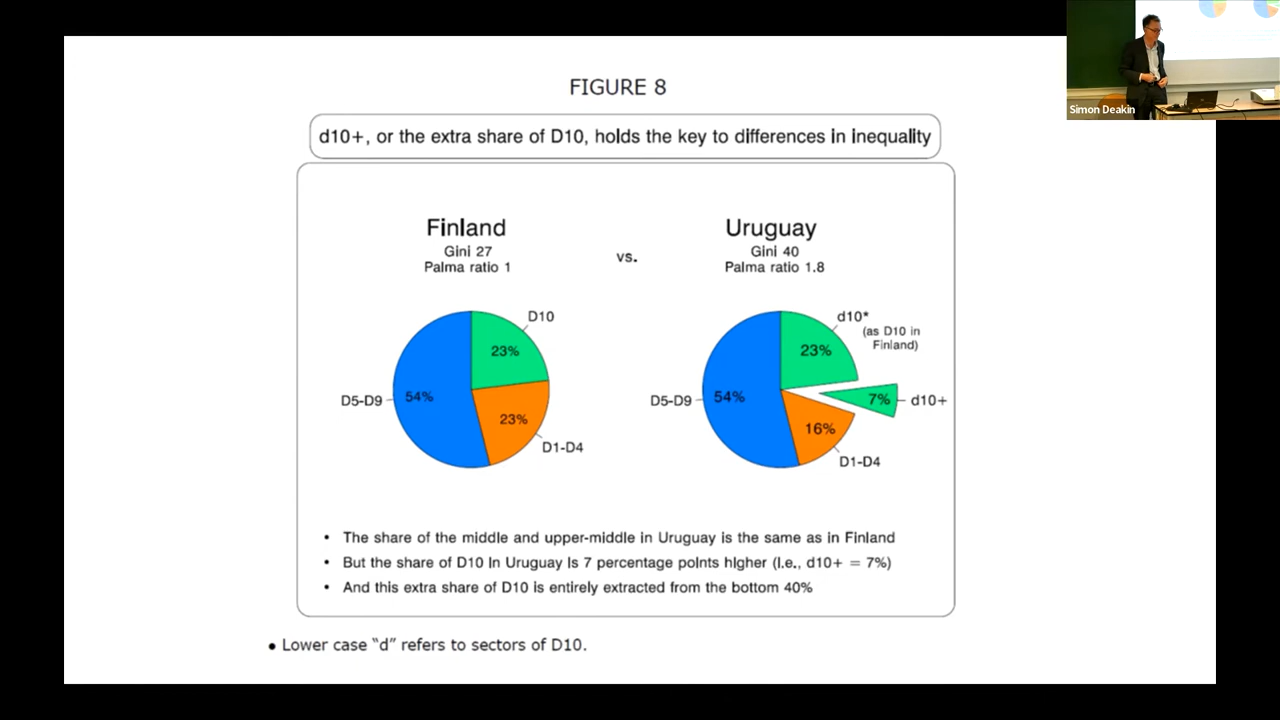 Simon Deakin
FIGURE 8
d10+, or the extra share of D10, holds the key to differences in inequality
Finland
Gini 27
Palma ratio 1
vs.
Uruguay
Gini 40
Palma ratio 1.8
D10
23%
D5-D9
54%
23%
D1-D4
d10*
(as D10 in
Finland)
23%
D5-D9
54%
7%
d10+
16%
D1-D4
• The share of the middle and upper-middle in Uruguay is the same as in Finland
• But the share of D10 in Uruguay is 7 percentage points higher (i.e., d10+ = 7%)
• And this extra share of D10 is entirely extracted from the bottom 40%
• Lower case “d” refers to sectors of D10.